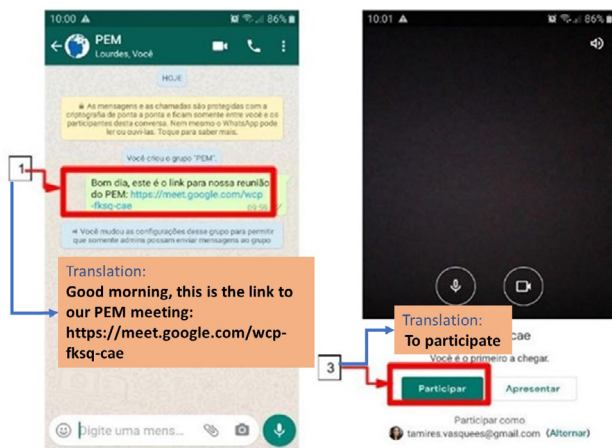 10:00
86%
PEM
Lourdes, Você
HOJE
As mensagens e as chamadas são protegidas com a
criptografia de ponta a ponta e ficam somente entre você e os
participantes desta conversa. Nem mesmo o WhatsApp pode
ler ou ouvi-las. Toque para saber mais.
Você criou o grupo "PEM".
1
Bom dia, este é o link para nossa reunião
do PEM: https://meet.google.com/wcp
-fksq-cae
09:59
Você mudou as configurações desse grupo para permitir
que somente admins possam enviar mensagens ao grupo
Translation:
Good morning, this is the link to
our PEM meeting:
https://meet.google.com/wcp-
fksq-cae
Digite uma mens...
10:01
86%
Translation:
To participate
cae
Você é o primeiro a chegar.
3
Participar
Apresentar
Participar como
tamires.vasquees@gmail.com (Alternar)